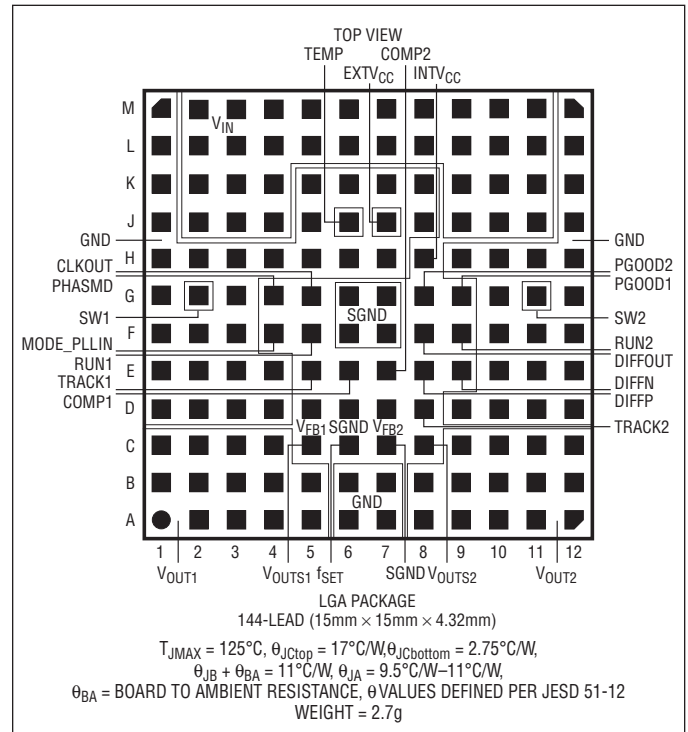 TOP VIEW
TEMP COMP2
EXTVCC INTVCC
M
VIN
L
K
J
GND GND
H
CLKOUT PGOOD2
PHASMD PGOOD1
G
SGND
SW1 SW2
F
MODE_PLLIN RUN2
RUN1 DIFFOUT
E
TRACK1 DIFFN
COMP1 DIFFP
D
TRACK2
VFB1 SGND VFB2
C
B
GND
A
1 2 3 4 5 6 7 8 9 10 11 12
VOUT1 VOUTS1 fSET SGND VOUTS2 VOUT2
LGA PACKAGE
144-LEAD (15mm × 15mm × 4.32mm)
TJMAX = 125°C, θJCtop = 17°C/W,θJCbottom = 2.75°C/W,
θJB + θBA = 11°C/W, θJA = 9.5°C/W–11°C/W,
θBA = BOARD TO AMBIENT RESISTANCE, θ VALUES DEFINED PER JESD 51-12
WEIGHT = 2.7g